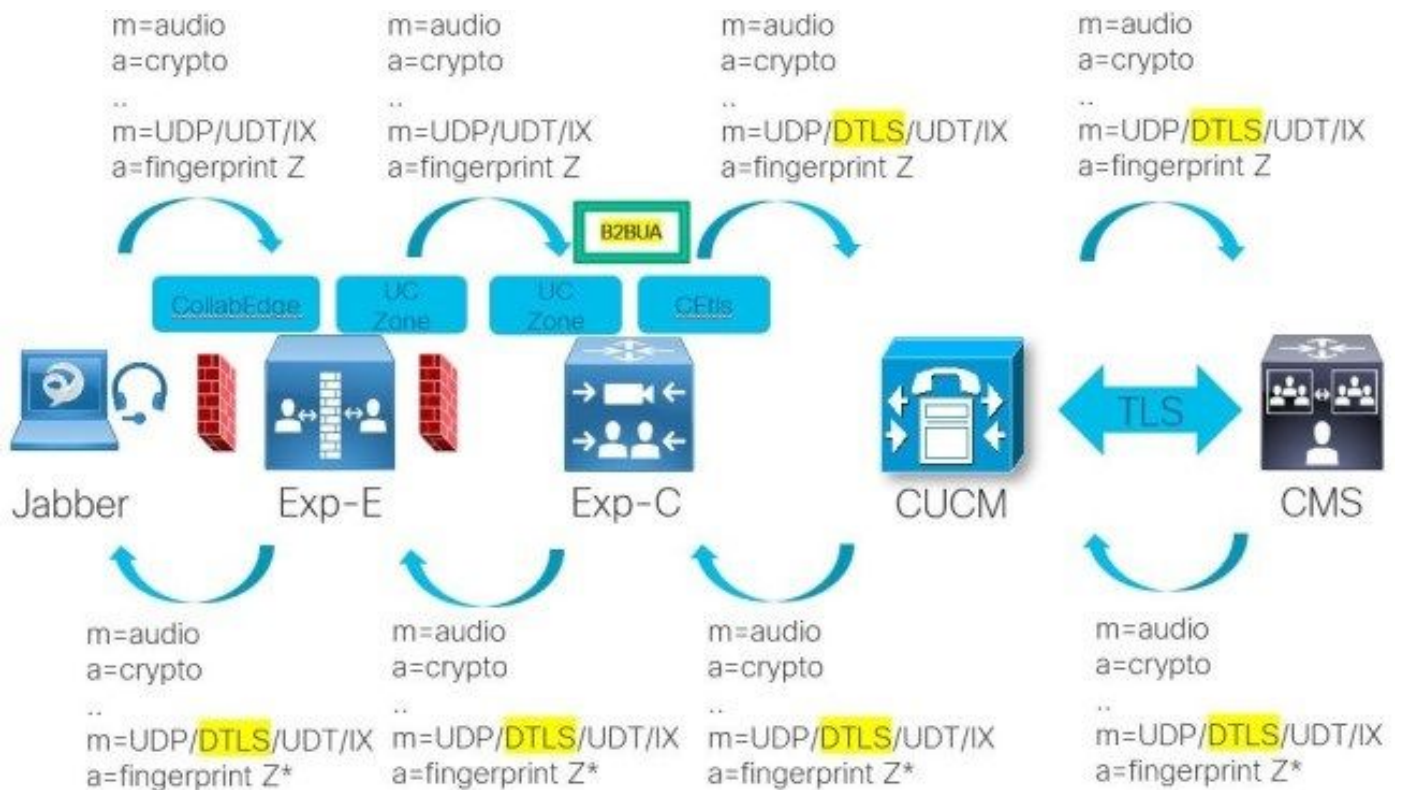 m=audio
a=crypto
..
m=UDP/UDT/IX
a=fingerprint Z
m=audio
a=crypto
..
m=UDP/UDT/IX
a=fingerprint Z
m=audio
a=crypto
..
m=UDP/DTLS/UDT/IX
a=fingerprint Z
m=audio
a=crypto
..
m=UDP/DTLS/UDT/IX
a=fingerprint Z
B2BUA
CollabEdge
UC
Zone
UC
Zone
CEtls
TLS
Jabber
Exp-E
Exp-C
CUCM
CMS
m=audio
a=crypto
..
m=UDP/DTLS/UDT/IX
a=fingerprint Z*
m=audio
a=crypto
..
m=UDP/DTLS/UDT/IX
a=fingerprint Z*
m=audio
a=crypto
..
m=UDP/DTLS/UDT/IX
a=fingerprint Z*
m=audio
a=crypto
..
m=UDP/DTLS/UDT/IX
a=fingerprint Z*